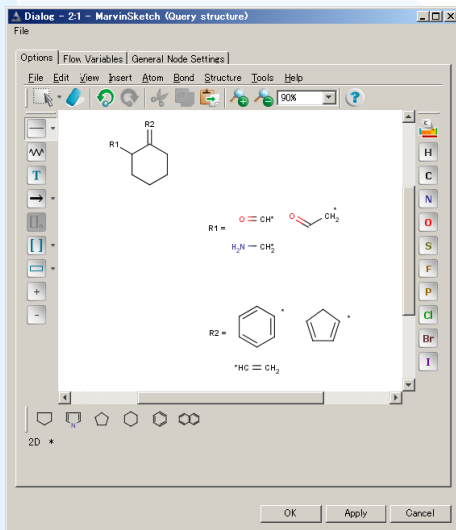 Dialog - 2:1 - MarvinSketch (Query structure)
File
Options Flow Variables General Node Settings
File Edit View Insert Atom Bond Structure Tools Help
90%
R2
R1
R1 = O CH* O CH2*
H2N CH2*
R2 = * *
*HC CH2
T
[ ]n
[ ]
+
-
H
C
N
O
S
F
P
Cl
Br
I
N
2D *
OK Apply Cancel